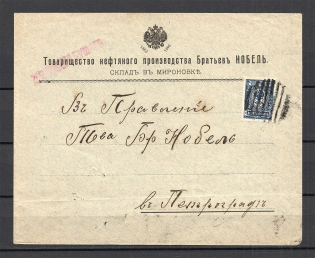 Товарищество нефтяного производства Братьевъ НОБЕЛЬ.
СКЛАДЪ ВЪ МИРОНОВКѢ.
Въ Правленіе
Т-ва Бр Нобель
въ Петроградѣ